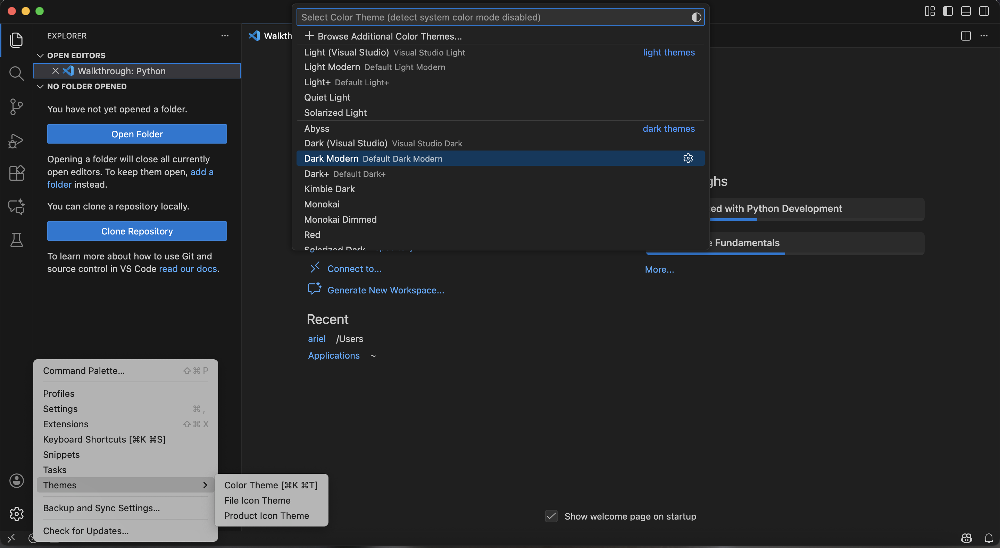 Select Color Theme (detect system color mode disabled)
Browse Additional Color Themes...
Light (Visual Studio) Visual Studio Light light themes
Light Modern Default Light Modern
Light+ Default Light+
Quiet Light
Solarized Light
Abyss dark themes
Dark (Visual Studio) Visual Studio Dark
Dark Modern Default Dark Modern
Dark+ Default Dark+
Kimbie Dark
Monokai
Monokai Dimmed
Red
Solarized Dark
EXPLORER
OPEN EDITORS
Walkthrough: Python
NO FOLDER OPENED
You have not yet opened a folder.
Open Folder
Opening a folder will close all currently
open editors. To keep them open, add a
folder instead.
You can clone a repository locally.
Clone Repository
To learn more about how to use Git and
source control in VS Code read our docs.
Walkth
ghs
ted with Python Development
e Fundamentals
More...
Connect to...
Generate New Workspace...
Recent
ariel /Users
Applications ~
Command Palette... ⇧⌘P
Profiles
Settings ⌘,
Extensions ⇧⌘X
Keyboard Shortcuts [⌘K ⌘S]
Snippets
Tasks
Themes
Backup and Sync Settings...
Check for Updates...
Color Theme [⌘K ⌘T]
File Icon Theme
Product Icon Theme
Show welcome page on startup